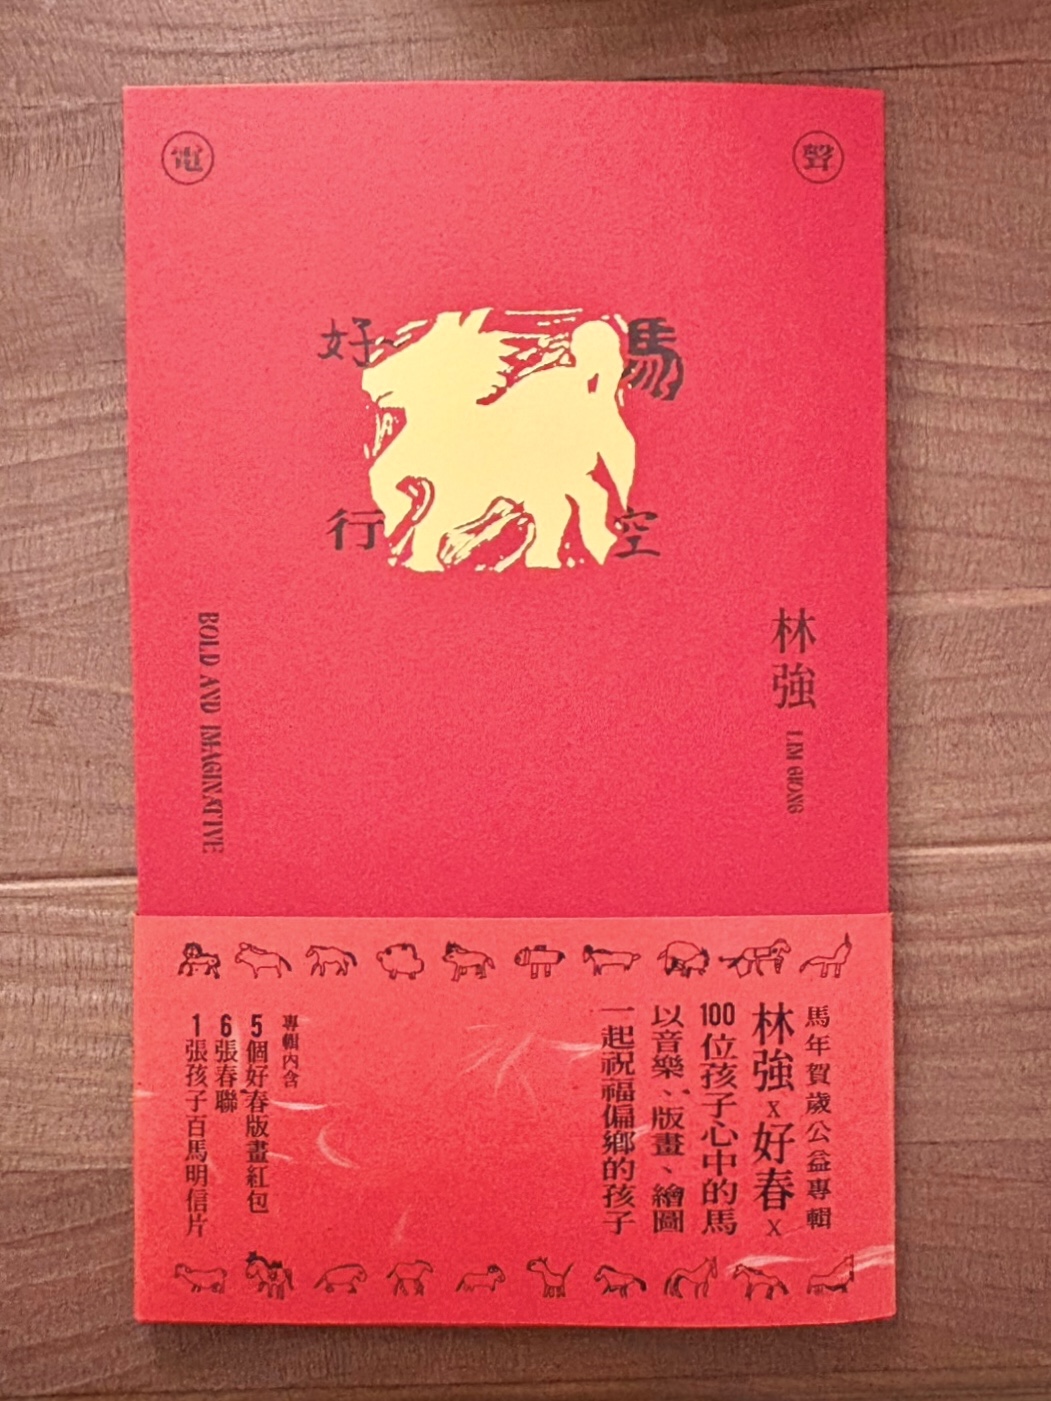 電
聲
好馬
行空
林強 LIM GIONG
BOLD AND IMAGINATIVE
馬年賀歲公益專輯
林強x好春x
100位孩子心中的馬
以音樂、版畫、繪圖
一起祝福偏鄉的孩子
專輯內含
5個好春版畫紅包
6張春聯
1張孩子百馬明信片